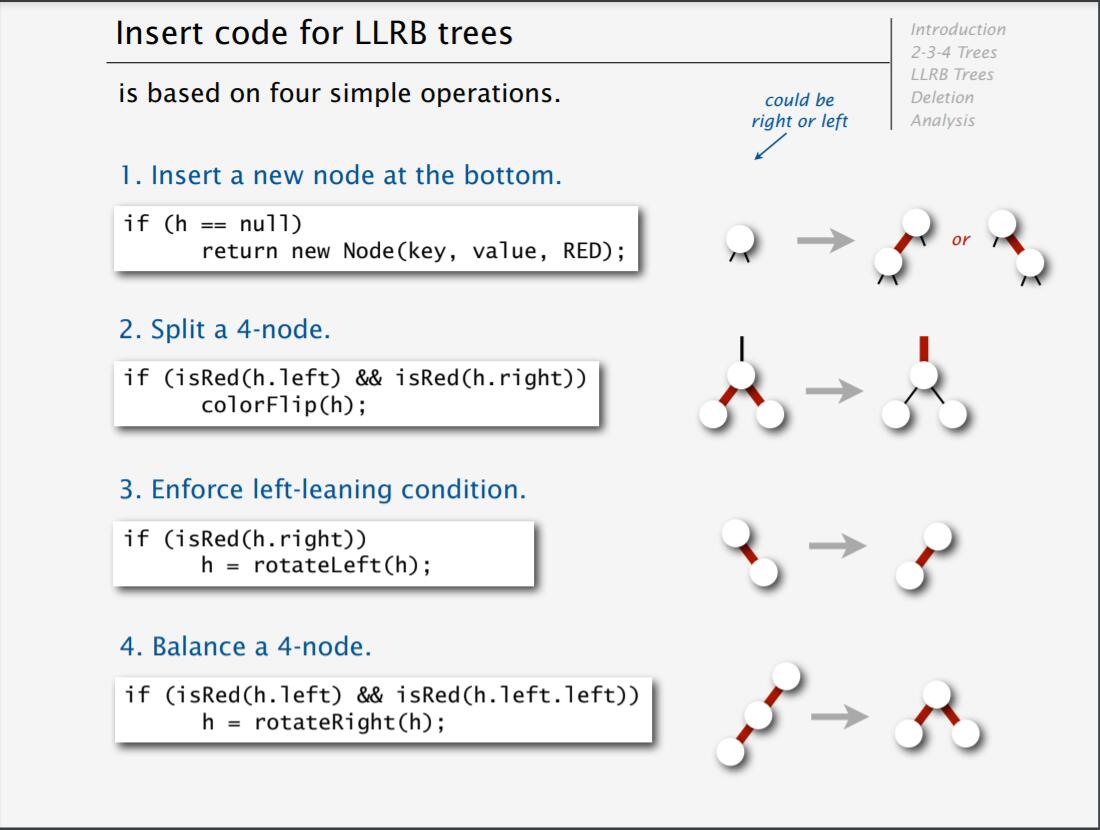 Insert code for LLRB trees
Introduction
2-3-4 Trees
LLRB Trees
Deletion
Analysis
is based on four simple operations.
could be
right or left
1. Insert a new node at the bottom.
if (h == null)
return new Node(key, value, RED);
or
2. Split a 4-node.
if (isRed(h.left) && isRed(h.right))
colorFlip(h);
3. Enforce left-leaning condition.
if (isRed(h.right))
h = rotateLeft(h);
4. Balance a 4-node.
if (isRed(h.left) && isRed(h.left.left))
h = rotateRight(h);